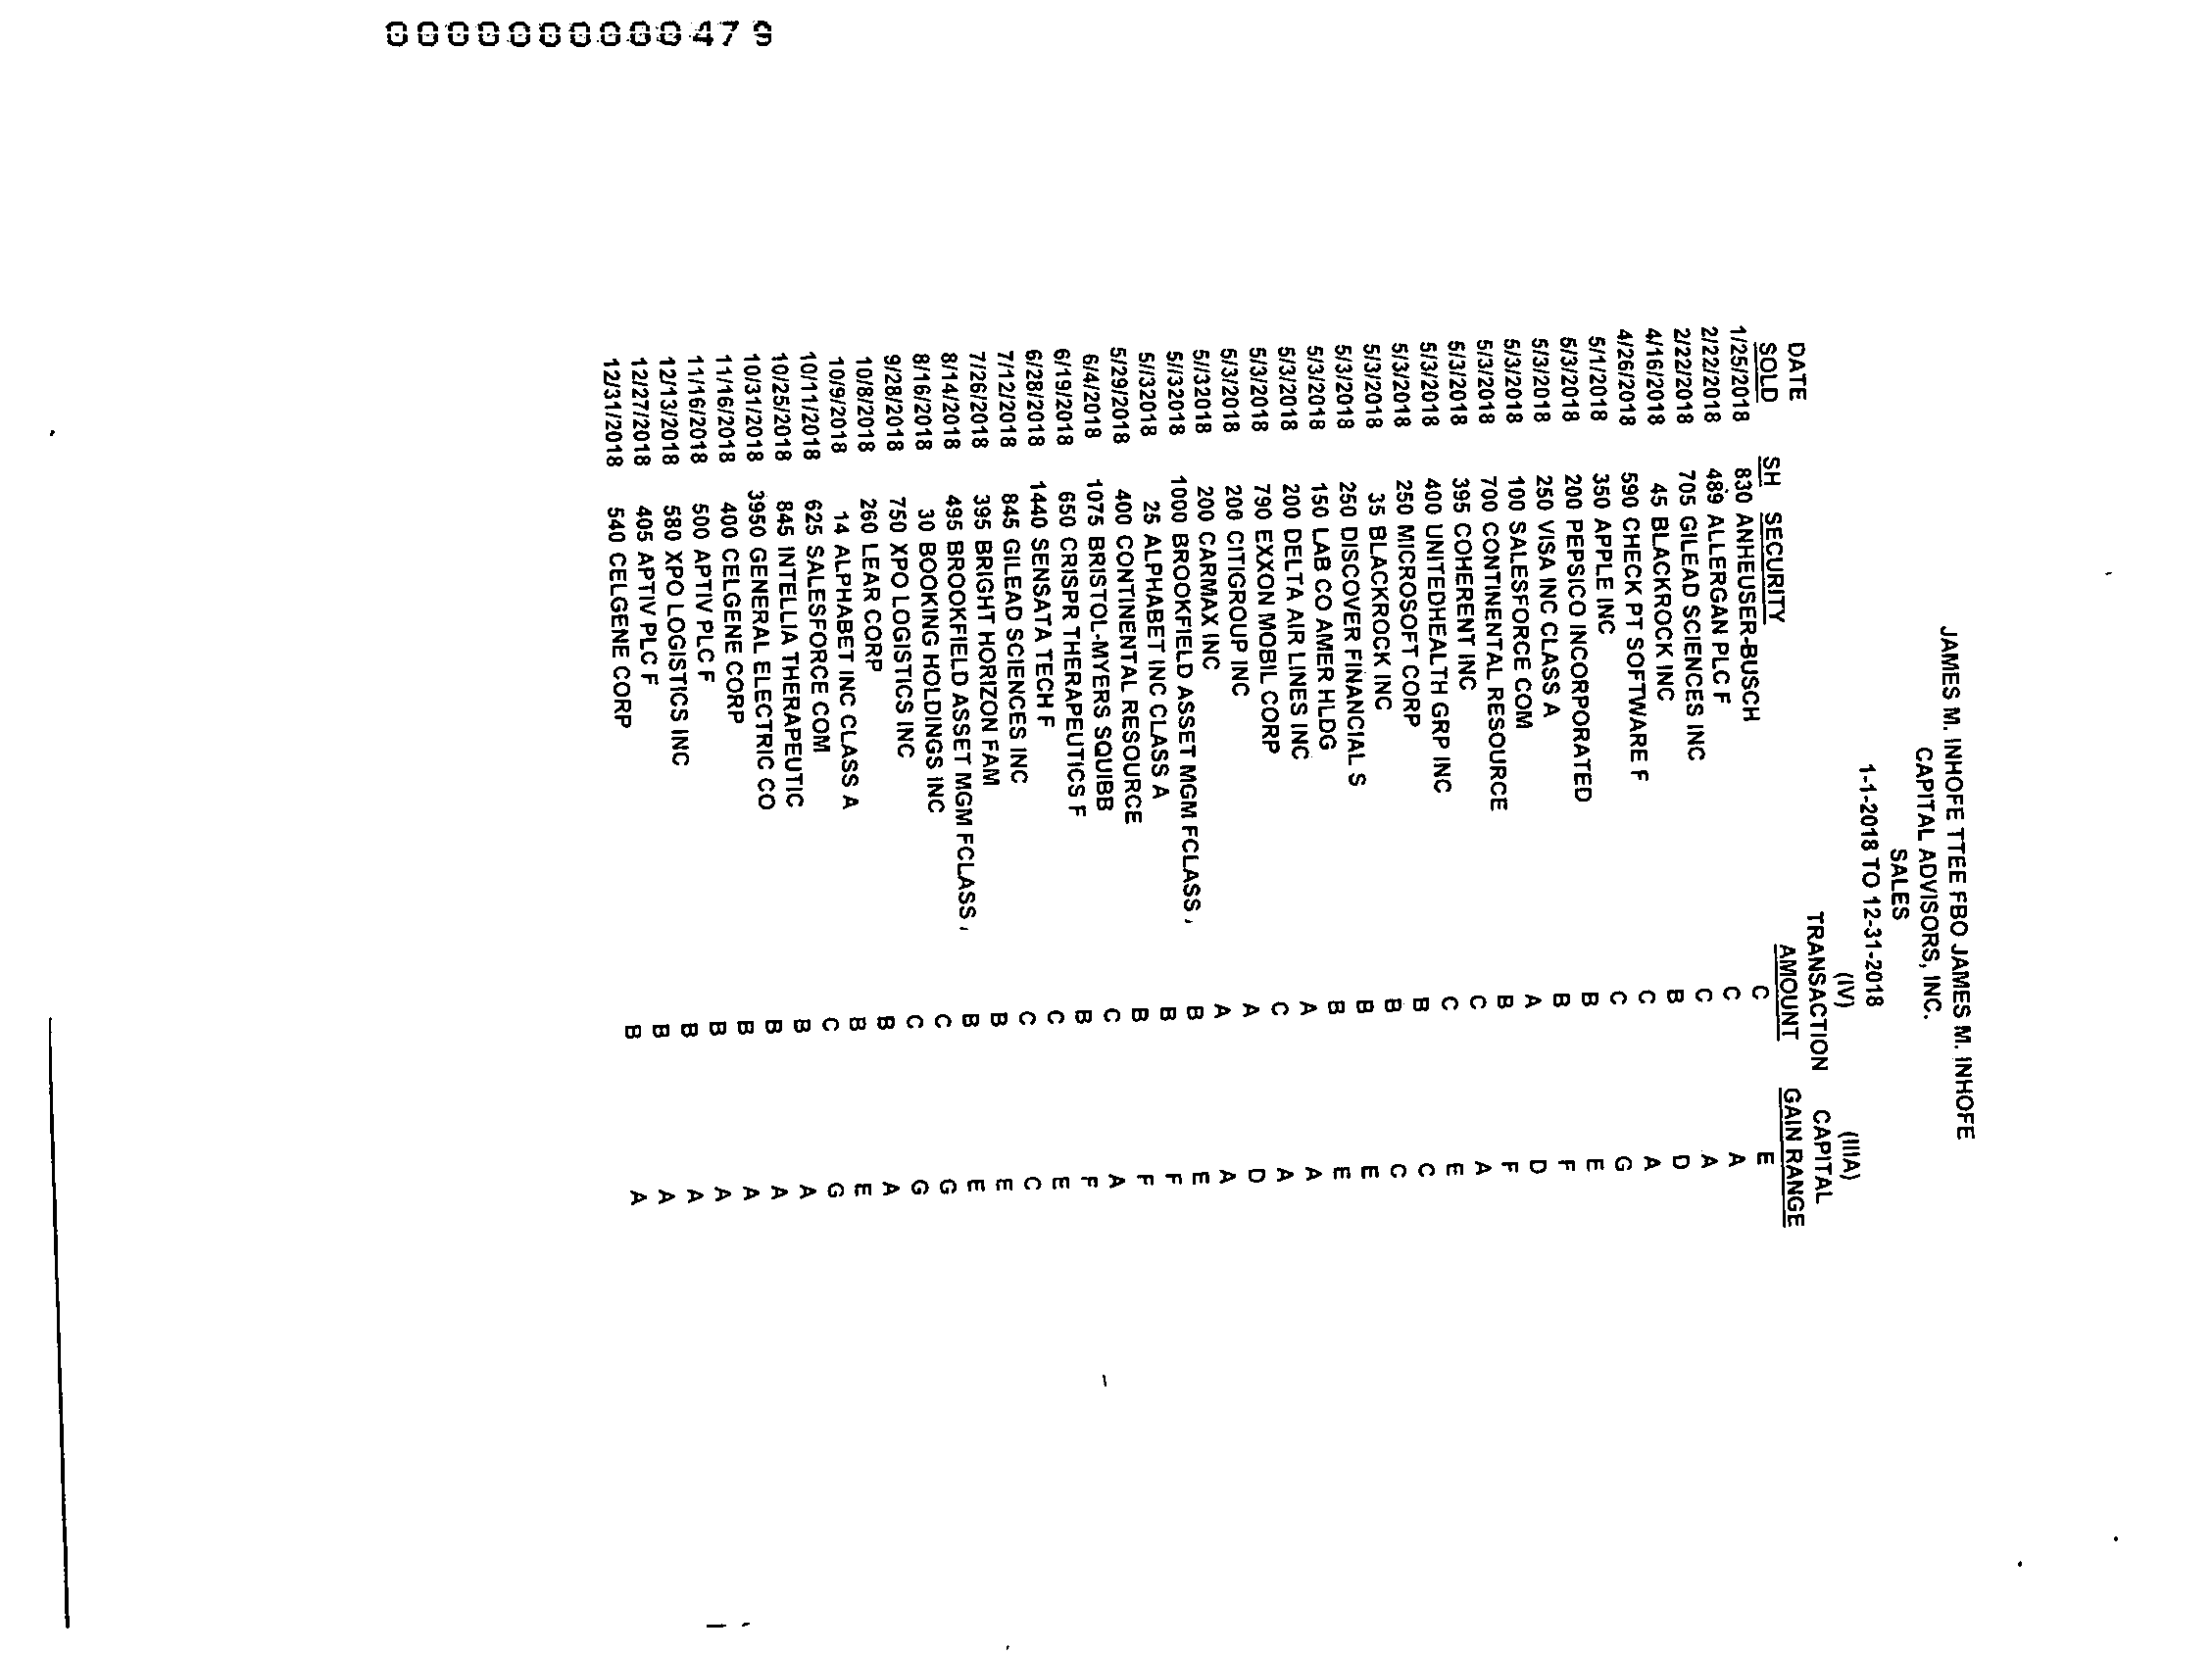 000000000479
JAMES M. INHOFE TTEE FBO JAMES M. INHOFE
CAPITAL ADVISORS, INC.
SALES
1-1-2018 TO 12-31-2018
(IV) (IIIA)
DATE TRANSACTION CAPITAL
SOLD SH SECURITY AMOUNT GAIN RANGE
1/25/2018 830 ANHEUSER-BUSCH C E
2/22/2018 489 ALLERGAN PLC F C A
2/22/2018 705 GILEAD SCIENCES INC C A
4/16/2018 45 BLACKROCK INC B D
4/26/2018 590 CHECK PT SOFTWARE F C A
5/1/2018 350 APPLE INC C G
5/3/2018 200 PEPSICO INCORPORATED B E
5/3/2018 250 VISA INC CLASS A B F
5/3/2018 100 SALESFORCE COM A D
5/3/2018 700 CONTINENTAL RESOURCE B F
5/3/2018 395 COHERENT INC C A
5/3/2018 400 UNITEDHEALTH GRP INC C E
5/3/2018 250 MICROSOFT CORP B C
5/3/2018 35 BLACKROCK INC B C
5/3/2018 250 DISCOVER FINANCIAL S B E
5/3/2018 150 LAB CO AMER HLDG B E
5/3/2018 200 DELTA AIR LINES INC A A
5/3/2018 790 EXXON MOBIL CORP C A
5/3/2018 206 CITIGROUP INC A D
5//32018 200 CARMAX INC A A
5//32018 1000 BROOKFIELD ASSET MGM FCLASS , B E
5//32018 25 ALPHABET INC CLASS A B F
5/29/2018 400 CONTINENTAL RESOURCE B F
6/4/2018 1075 BRISTOL-MYERS SQUIBB C A
6/19/2018 650 CRISPR THERAPEUTICS F B F
6/28/2018 1440 SENSATA TECH F C E
7/12/2018 845 GILEAD SCIENCES INC C C
7/26/2018 395 BRIGHT HORIZON FAM B E
8/14/2018 495 BROOKFIELD ASSET MGM FCLASS , B E
8/16/2018 30 BOOKING HOLDINGS INC C G
9/28/2018 750 XPO LOGISTICS INC C G
10/8/2018 260 LEAR CORP B A
10/9/2018 14 ALPHABET INC CLASS A B E
10/11/2018 625 SALESFORCE COM C G
10/25/2018 845 INTELLIA THERAPEUTIC B A
10/31/2018 3950 GENERAL ELECTRIC CO B A
11/16/2018 400 CELGENE CORP B A
11/16/2018 500 APTIV PLC F B A
12/13/2018 580 XPO LOGISTICS INC B A
12/27/2018 405 APTIV PLC F B A
12/31/2018 540 CELGENE CORP B A